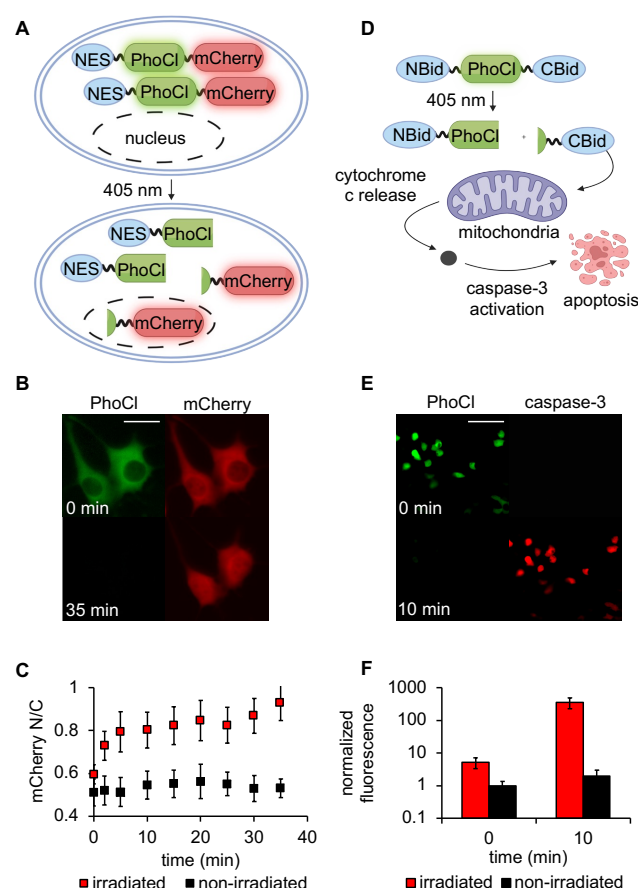 A
NES
PhoCl
mCherry
NES
PhoCl
mCherry
nucleus
405 nm
NES
PhoCl
NES
PhoCl
mCherry
mCherry
B
PhoCl
mCherry
0 min
35 min
C
mCherry N/C
1
0.8
0.6
0.4
0
10
20
30
40
time (min)
irradiated
non-irradiated
D
NBid
PhoCl
CBid
405 nm
NBid
PhoCl
+
CBid
cytochrome
c release
mitochondria
caspase-3
activation
apoptosis
E
PhoCl
caspase-3
0 min
10 min
F
normalized
fluorescence
1000
100
10
1
0.1
0
10
time (min)
irradiated
non-irradiated